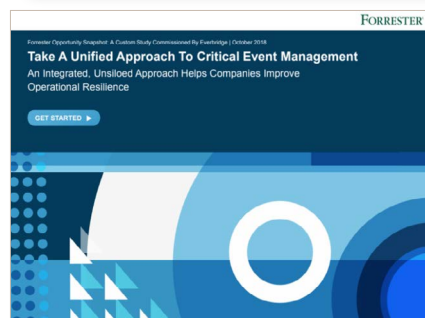 FORRESTER®
Forrester Opportunity Snapshot: A Custom Study Commissioned By Everbridge | October 2018
Take A Unified Approach To Critical Event Management
An Integrated, Unsiloed Approach Helps Companies Improve
Operational Resilience
GET STARTED